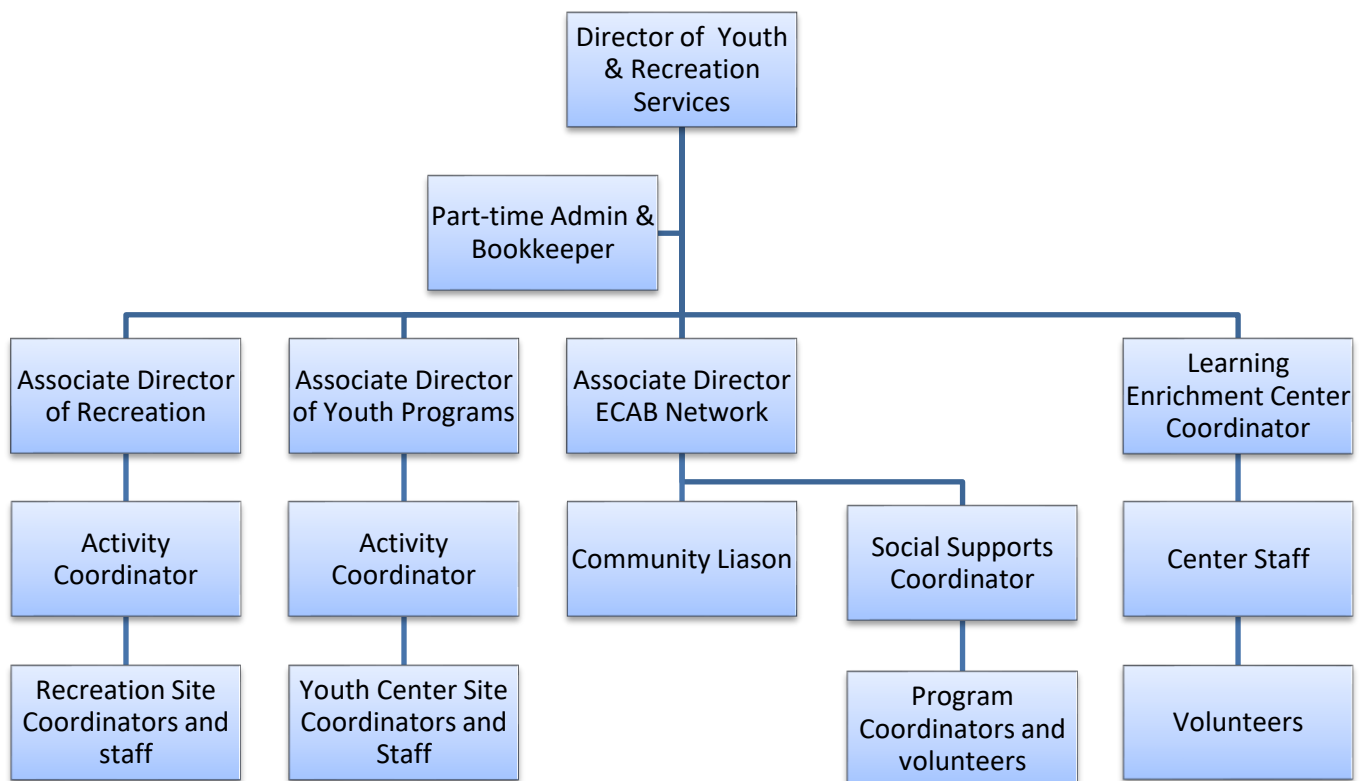 Director of Youth
& Recreation
Services
Part-time Admin &
Bookkeeper
Associate Director
of Recreation
Associate Director
of Youth Programs
Associate Director
ECAB Network
Learning
Enrichment Center
Coordinator
Activity
Coordinator
Activity
Coordinator
Community Liason
Social Supports
Coordinator
Center Staff
Recreation Site
Coordinators and
staff
Youth Center Site
Coordinators and
Staff
Program
Coordinators and
volunteers
Volunteers